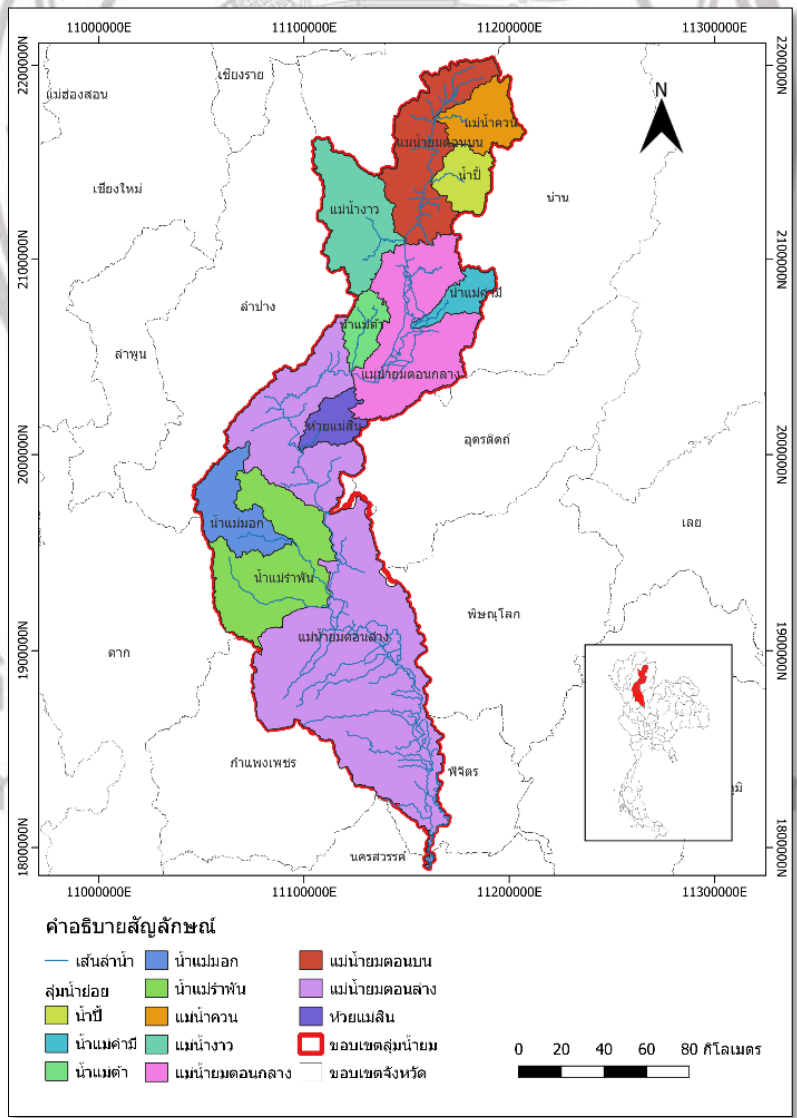 11000000E 11100000E 11200000E 11300000E
2200000N 2200000N
2100000N 2100000N
2000000N 2000000N
1900000N 1900000N
1800000N 1800000N
N
แม่ฮ่องสอน
เชียงราย
เชียงใหม่
แม่น้ำควน
แม่น้ำยมตอนบน
น้ำปี้
น่าน
แม่น้ำงาว
น้ำแม่คำมี
ลำปาง
น้ำแม่ต้า
ลำพูน
แม่น้ำยมตอนกลาง
ห้วยแม่สิน
อุตรดิตถ์
เลย
น้ำแม่มอก
น้ำแม่รำพัน
พิษณุโลก
แม่น้ำยมตอนล่าง
ตาก
กำแพงเพชร
พิจิตร
ภูมิ
นครสวรรค์
11000000E 11100000E 11200000E 11300000E
คำอธิบายสัญลักษณ์
เส้นลำน้ำ
ลุ่มน้ำย่อย
น้ำปี้
น้ำแม่คำมี
น้ำแม่ต้า
น้ำแม่มอก
น้ำแม่รำพัน
แม่น้ำควน
แม่น้ำงาว
แม่น้ำยมตอนกลาง
แม่น้ำยมตอนบน
แม่น้ำยมตอนล่าง
ห้วยแม่สิน
ขอบเขตลุ่มน้ำยม
ขอบเขตจังหวัด
0 20 40 60 80 กิโลเมตร